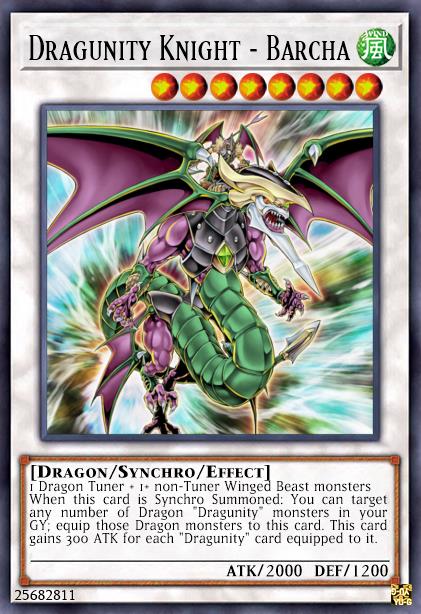 DRAGUNITY KNIGHT - BARCHA
WIND
風
[DRAGON/SYNCHRO/EFFECT]
1 Dragon Tuner + 1+ non-Tuner Winged Beast monsters
When this card is Synchro Summoned: You can target
any number of Dragon "Dragunity" monsters in your
GY; equip those Dragon monsters to this card. This card
gains 300 ATK for each "Dragunity" card equipped to it.
ATK/2000 DEF/1200
25682811